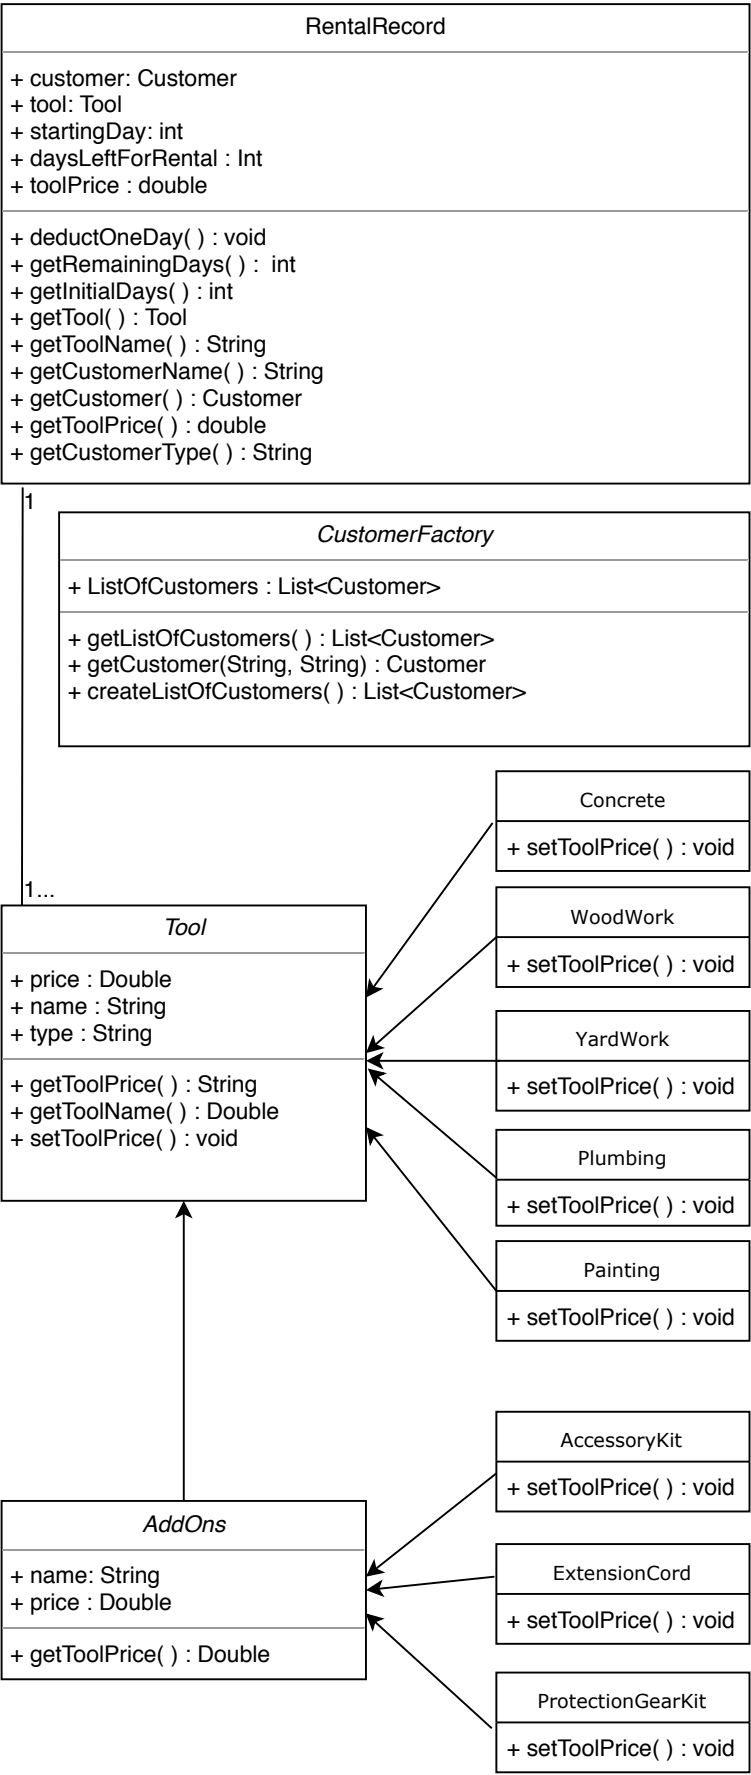 RentalRecord
+ customer: Customer
+ tool: Tool
+ startingDay: int
+ daysLeftForRental : Int
+ toolPrice : double
+ deductOneDay( ) : void
+ getRemainingDays( ) :  int
+ getInitialDays( ) : int
+ getTool( ) : Tool
+ getToolName( ) : String
+ getCustomerName( ) : String
+ getCustomer( ) : Customer
+ getToolPrice( ) : double
+ getCustomerType( ) : String
1
CustomerFactory
+ ListOfCustomers : List<Customer>
+ getListOfCustomers( ) : List<Customer>
+ getCustomer(String, String) : Customer
+ createListOfCustomers( ) : List<Customer>
1...
Tool
+ price : Double
+ name : String
+ type : String
+ getToolPrice( ) : String
+ getToolName( ) : Double
+ setToolPrice( ) : void
Concrete
+ setToolPrice( ) : void
WoodWork
+ setToolPrice( ) : void
YardWork
+ setToolPrice( ) : void
Plumbing
+ setToolPrice( ) : void
Painting
+ setToolPrice( ) : void
AddOns
+ name: String
+ price : Double
+ getToolPrice( ) : Double
AccessoryKit
+ setToolPrice( ) : void
ExtensionCord
+ setToolPrice( ) : void
ProtectionGearKit
+ setToolPrice( ) : void